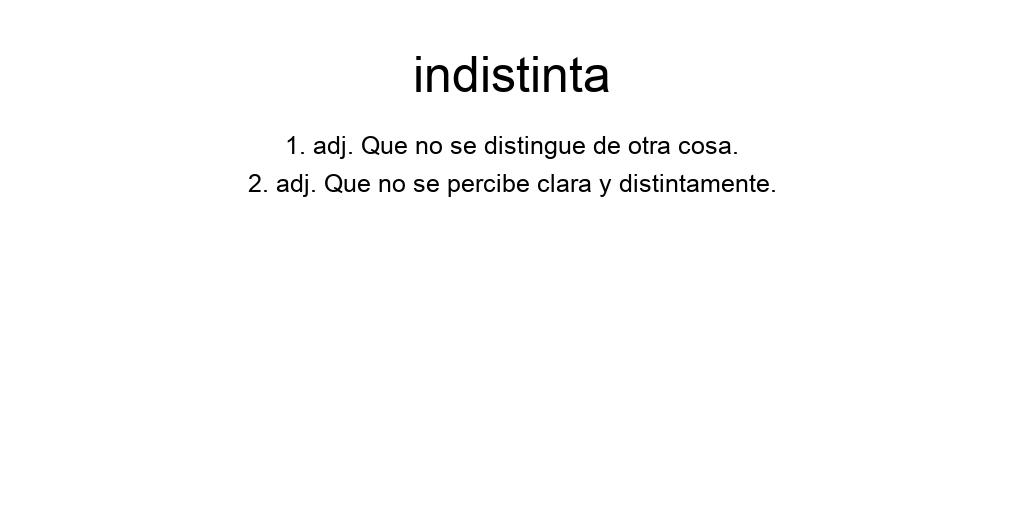 indistinta
1. adj. Que no se distingue de otra cosa.
2. adj. Que no se percibe clara y distintamente.